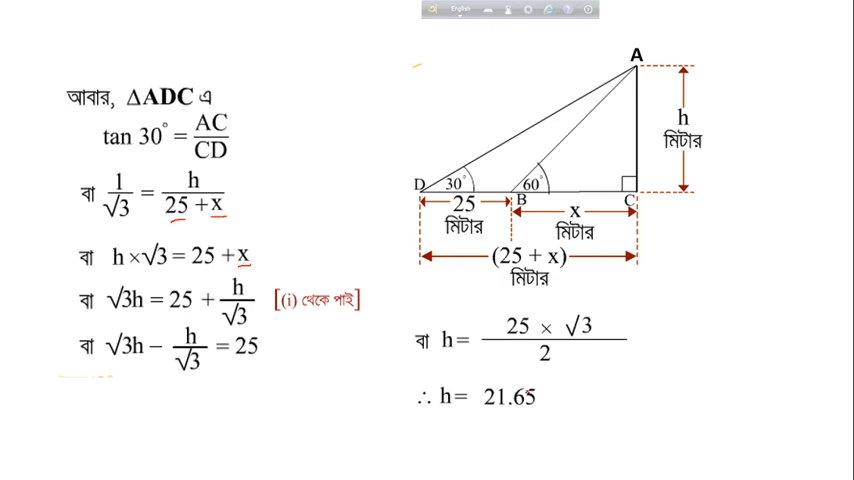 English
আবার, ΔADC এ
tan 30° = AC/CD
বা 1/√3 = h/(25 + x)
বা h × √3 = 25 + x
বা √3h = 25 + h/√3 [(i) থেকে পাই]
বা √3h − h/√3 = 25
A
h
মিটার
D 30° 60° B C
25
মিটার
x
মিটার
(25 + x)
মিটার
বা h = (25 × √3)/2
∴ h = 21.65